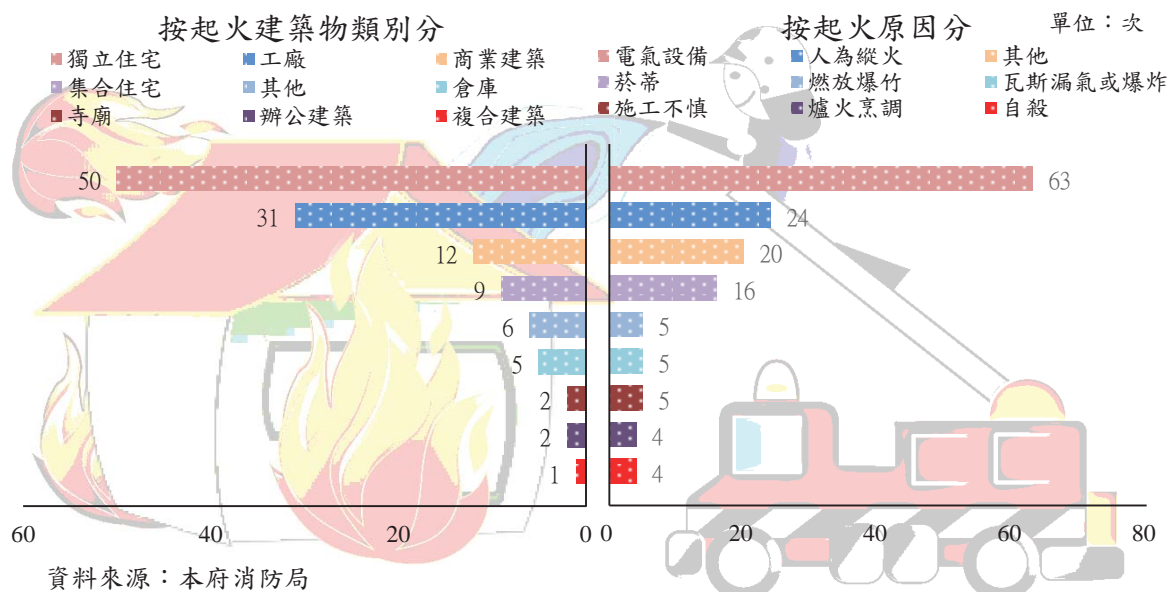 按起火建築物類別分
獨立住宅 工廠 商業建築
集合住宅 其他 倉庫
寺廟 辦公建築 複合建築
50
31
12
9
6
5
2
2
1
60 40 20 0
按起火原因分
單位：次
電氣設備 人為縱火 其他
菸蒂 燃放爆竹 瓦斯漏氣或爆炸
施工不慎 爐火烹調 自殺
63
24
20
16
5
5
5
4
4
0 20 40 60 80
資料來源：本府消防局